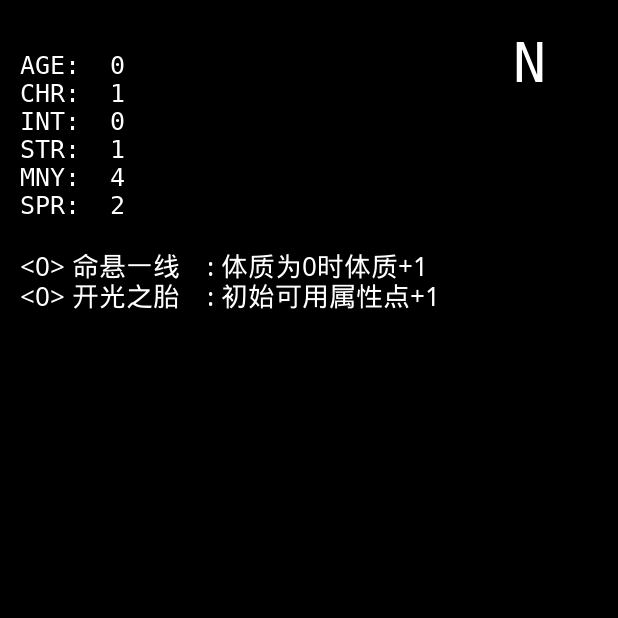 N
AGE: 0
CHR: 1
INT: 0
STR: 1
MNY: 4
SPR: 2
<0> 命悬一线 : 体质为0时体质+1
<0> 开光之胎 : 初始可用属性点+1